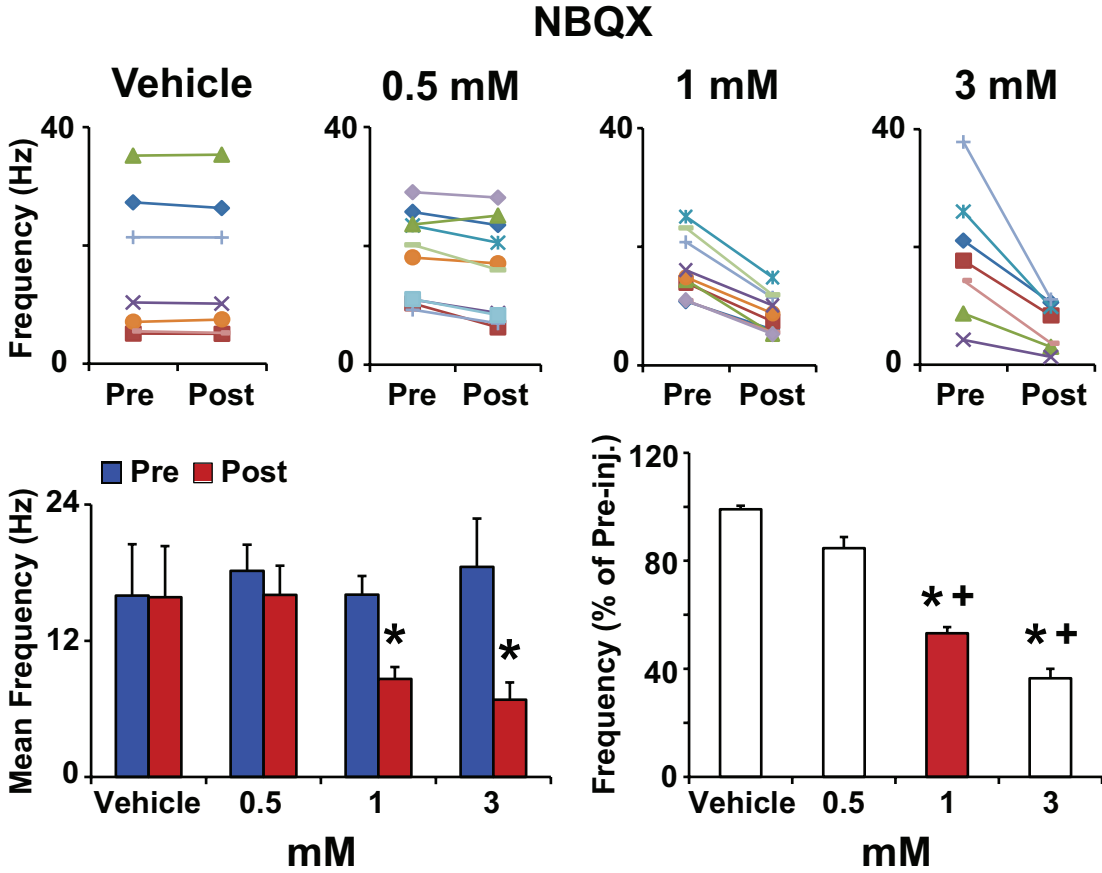 NBQX
Vehicle 0.5 mM 1 mM 3 mM
Frequency (Hz)
40 40 40 40
0 0 0 0
Pre Post Pre Post Pre Post Pre Post
Pre Post
Mean Frequency (Hz)
24
12
0
* *
Vehicle 0.5 1 3
mM
Frequency (% of Pre-inj.)
120
80
40
0
* + * +
Vehicle 0.5 1 3
mM